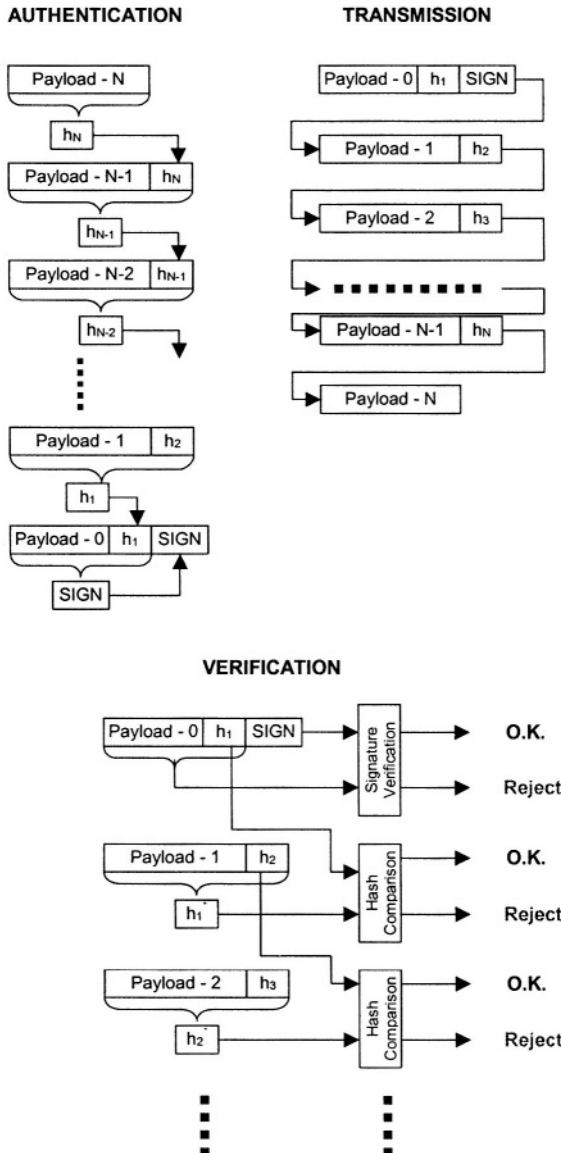 AUTHENTICATION
Payload - N
hN
Payload - N-1 hN
hN-1
Payload - N-2 hN-1
hN-2
Payload - 1 h2
h1
Payload - 0 h1 SIGN
SIGN
TRANSMISSION
Payload - 0 h1 SIGN
Payload - 1 h2
Payload - 2 h3
Payload - N-1 hN
Payload - N
VERIFICATION
Payload - 0 h1 SIGN
Signature
Verification
O.K.
Reject
Payload - 1 h2
h1'
Hash
Comparison
O.K.
Reject
Payload - 2 h3
h2'
Hash
Comparison
O.K.
Reject